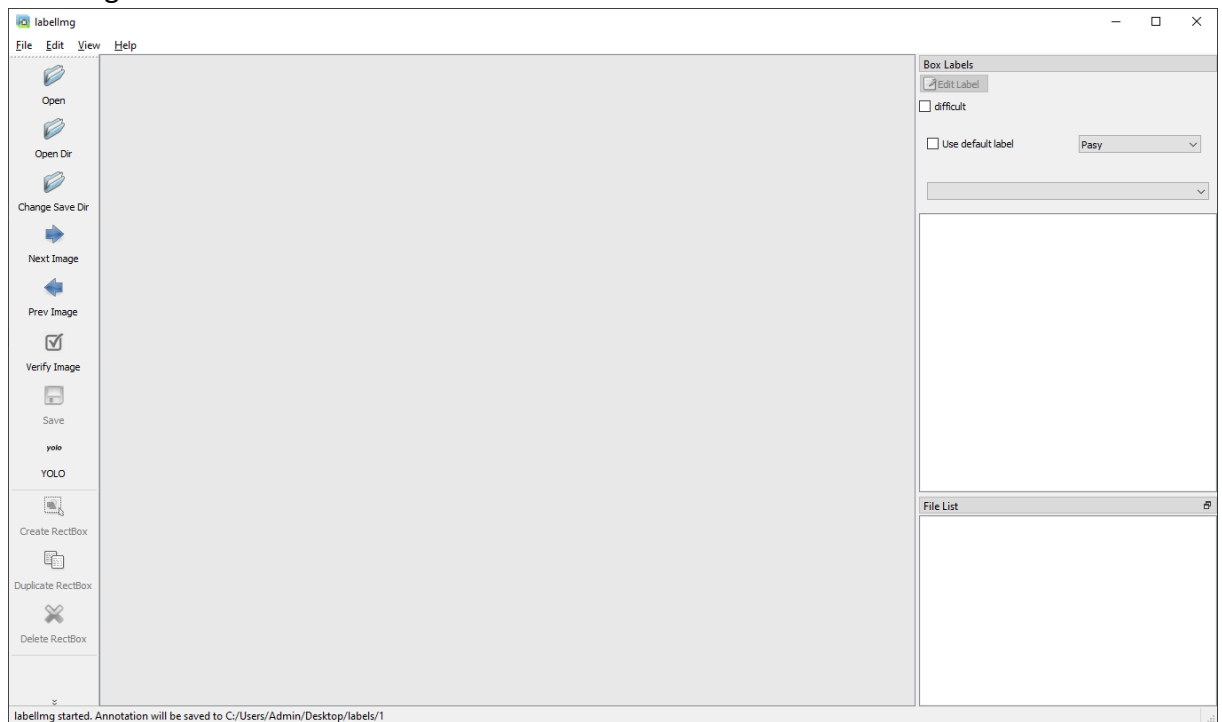 labelImg
File Edit View Help
Open
Open Dir
Change Save Dir
Next Image
Prev Image
Verify Image
Save
yolo
YOLO
Create RectBox
Duplicate RectBox
Delete RectBox
Box Labels
Edit Label
difficult
Use default label Pasy
File List
labelImg started. Annotation will be saved to C:/Users/Admin/Desktop/labels/1